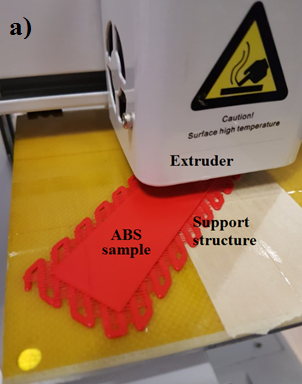 a)
Caution!
Surface high temperature
Extruder
Support
structure
ABS
sample